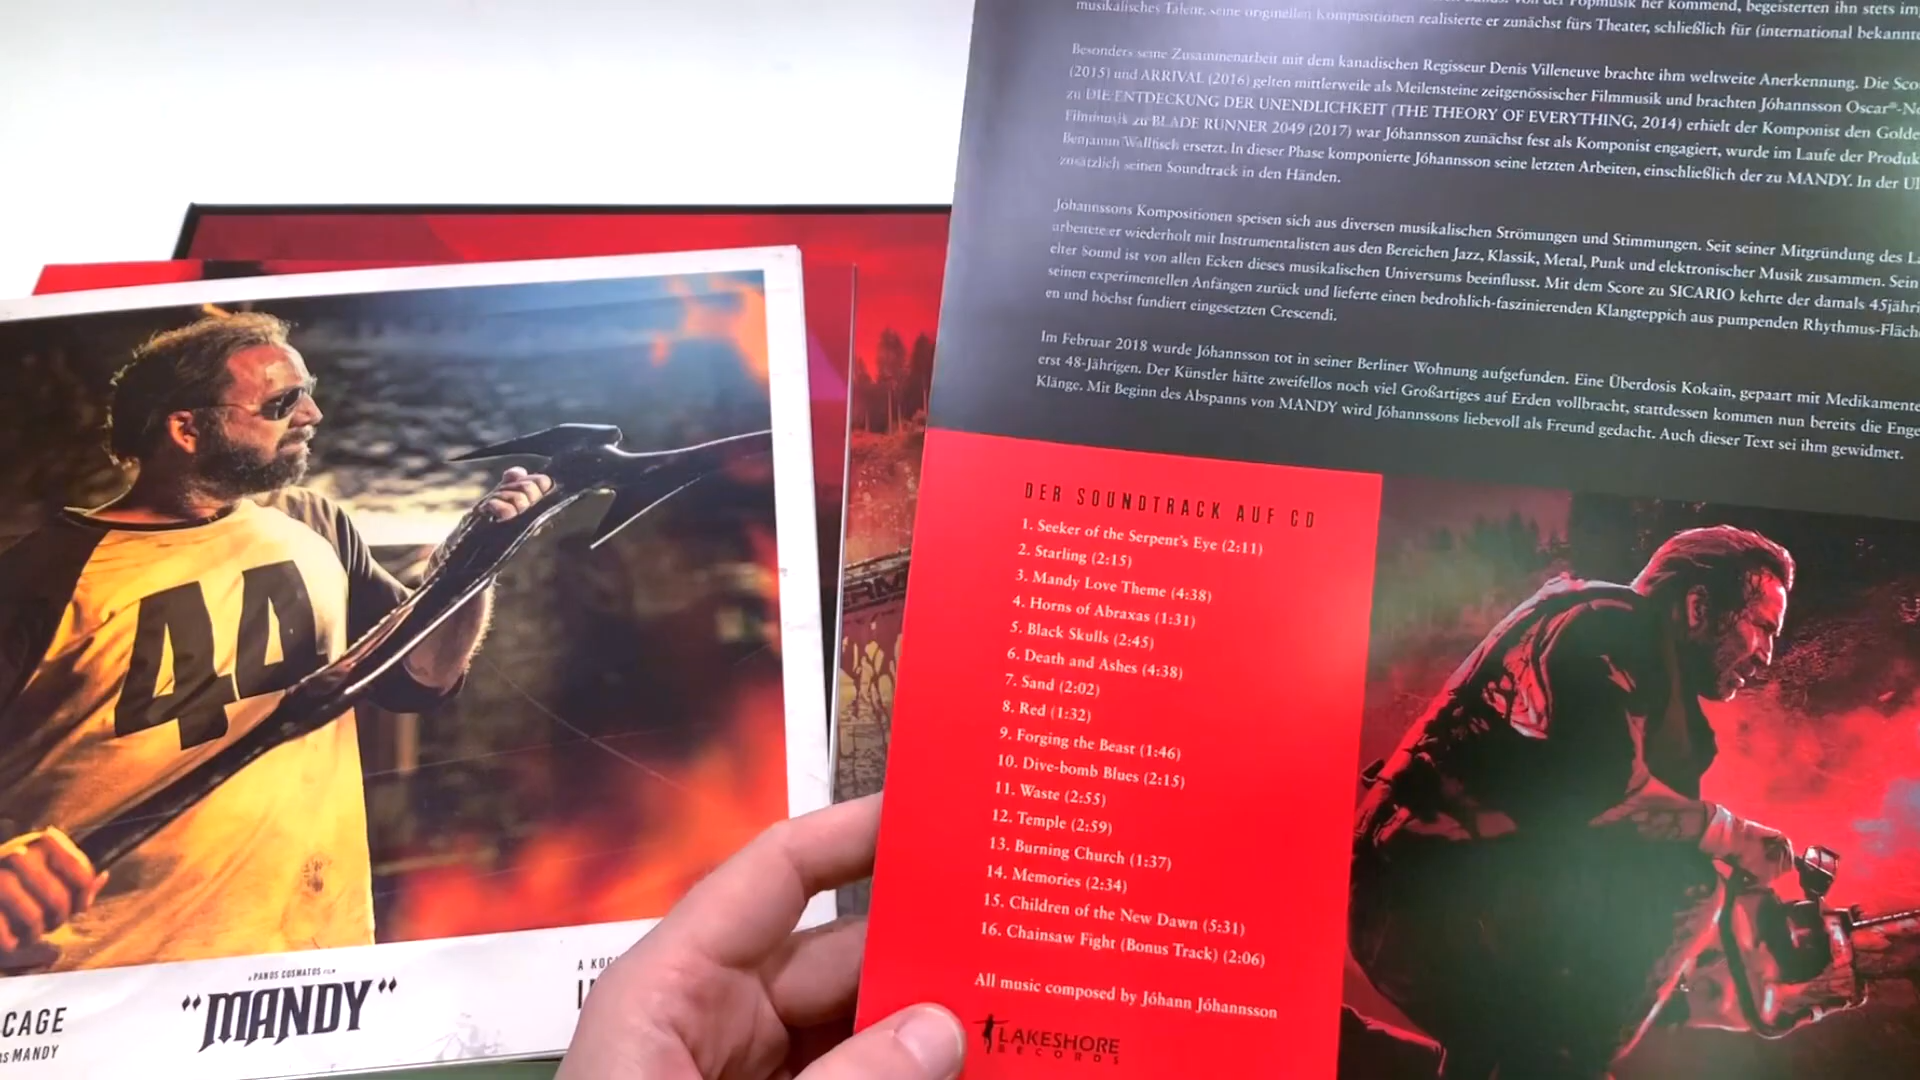 her kommend, begeisterten ihn stets
musikalisches Talent, seine originellen Kompositionen realisierte er zunächst fürs Theater, schließlich für (international
Besonders seine Zusammenarbeit mit dem kanadischen Regisseur Denis Villeneuve brachte ihm weltweite Anerkennung. Die
(2015) und ARRIVAL (2016) gelten mittlerweile als Meilensteine zeitgenössischer Filmmusik und brachten Jóhannsson
zu DIE ENTDECKUNG DER UNENDLICHKEIT (THE THEORY OF EVERYTHING, 2014) erhielt der Komponist den
Filmmusik zu BLADE RUNNER 2049 (2017) war Jóhannsson zunächst fest als Komponist engagiert, wurde im Laufe der
Benjamin Wallfisch ersetzt. In dieser Phase komponierte Jóhannsson seine letzten Arbeiten, einschließlich der zu MANDY. In der
zusätzlich seinen Soundtrack in den Händen.
Jóhannssons Kompositionen speisen sich aus diversen musikalischen Strömungen und Stimmungen. Seit seiner Mitgründung des
arbeitete er wiederholt mit Instrumentalisten aus den Bereichen Jazz, Klassik, Metal, Punk und elektronischer Musik zusammen. Sein
elter Sound ist von allen Ecken dieses musikalischen Universums beeinflusst. Mit dem Score zu SICARIO kehrte der damals
seinen experimentellen Anfängen zurück und lieferte einen bedrohlich-faszinierenden Klangteppich aus pumpenden
en und höchst fundiert eingesetzten Crescendi.
Im Februar 2018 wurde Jóhannsson tot in seiner Berliner Wohnung aufgefunden. Eine Überdosis Kokain, gepaart mit
erst 48-Jährigen. Der Künstler hätte zweifellos noch viel Großartiges auf Erden vollbracht, stattdessen kommen nun bereits die
Klänge. Mit Beginn des Abspanns von MANDY wird Jóhannssons liebevoll als Freund gedacht. Auch dieser Text sei ihm gewidmet.
DER SOUNDTRACK AUF CD
1. Seeker of the Serpent's Eye (2:11)
2. Starling (2:15)
3. Mandy Love Theme (4:38)
4. Horns of Abraxas (1:31)
5. Black Skulls (2:45)
6. Death and Ashes (4:38)
7. Sand (2:02)
8. Red (1:32)
9. Forging the Beast (1:46)
10. Dive-bomb Blues (2:15)
11. Waste (2:55)
12. Temple (2:59)
13. Burning Church (1:37)
14. Memories (2:34)
15. Children of the New Dawn (5:31)
16. Chainsaw Fight (Bonus Track) (2:06)
All music composed by Jóhann Jóhannsson
LAKESHORE
RECORDS
44
CAGE
AS MANDY
A PANOS COSMATOS FILM
"MANDY"